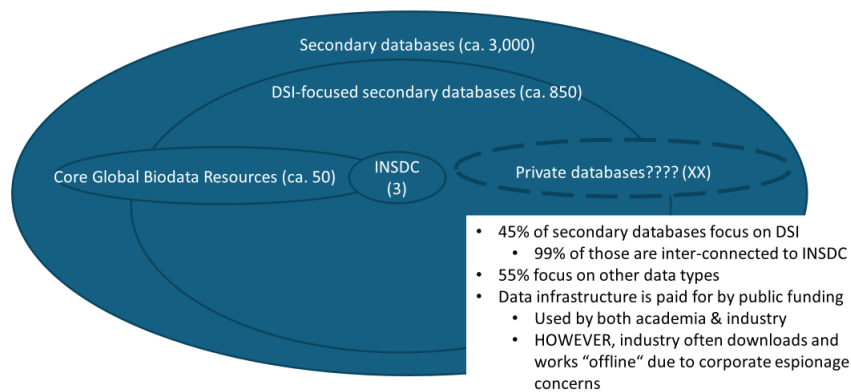 Secondary databases (ca. 3,000)
DSI-focused secondary databases (ca. 850)
INSDC
(3)
Core Global Biodata Resources (ca. 50)
Private databases???? (XX)
• 45% of secondary databases focus on DSI
• 99% of those are inter-connected to INSDC
• 55% focus on other data types
• Data infrastructure is paid for by public funding
• Used by both academia & industry
• HOWEVER, industry often downloads and
works “offline“ due to corporate espionage
concerns